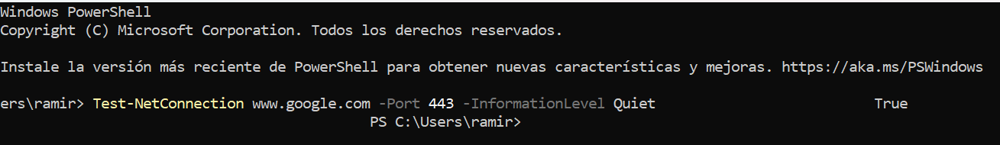 Windows PowerShell
Copyright (C) Microsoft Corporation. Todos los derechos reservados.
Instale la versión más reciente de PowerShell para obtener nuevas características y mejoras. https://aka.ms/PSWindows
ers\ramir> Test-NetConnection www.google.com -Port 443 -InformationLevel Quiet True
PS C:\Users\ramir>